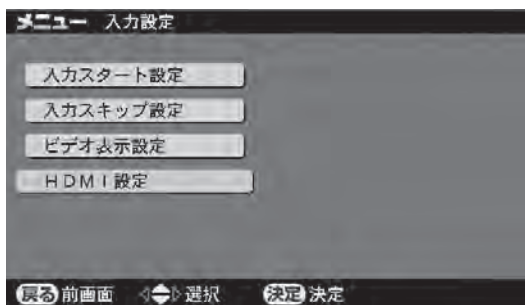 メニュー 入力設定
入力スタート設定
入力スキップ設定
ビデオ表示設定
HDMI設定
戻る 前画面 選択 決定 決定